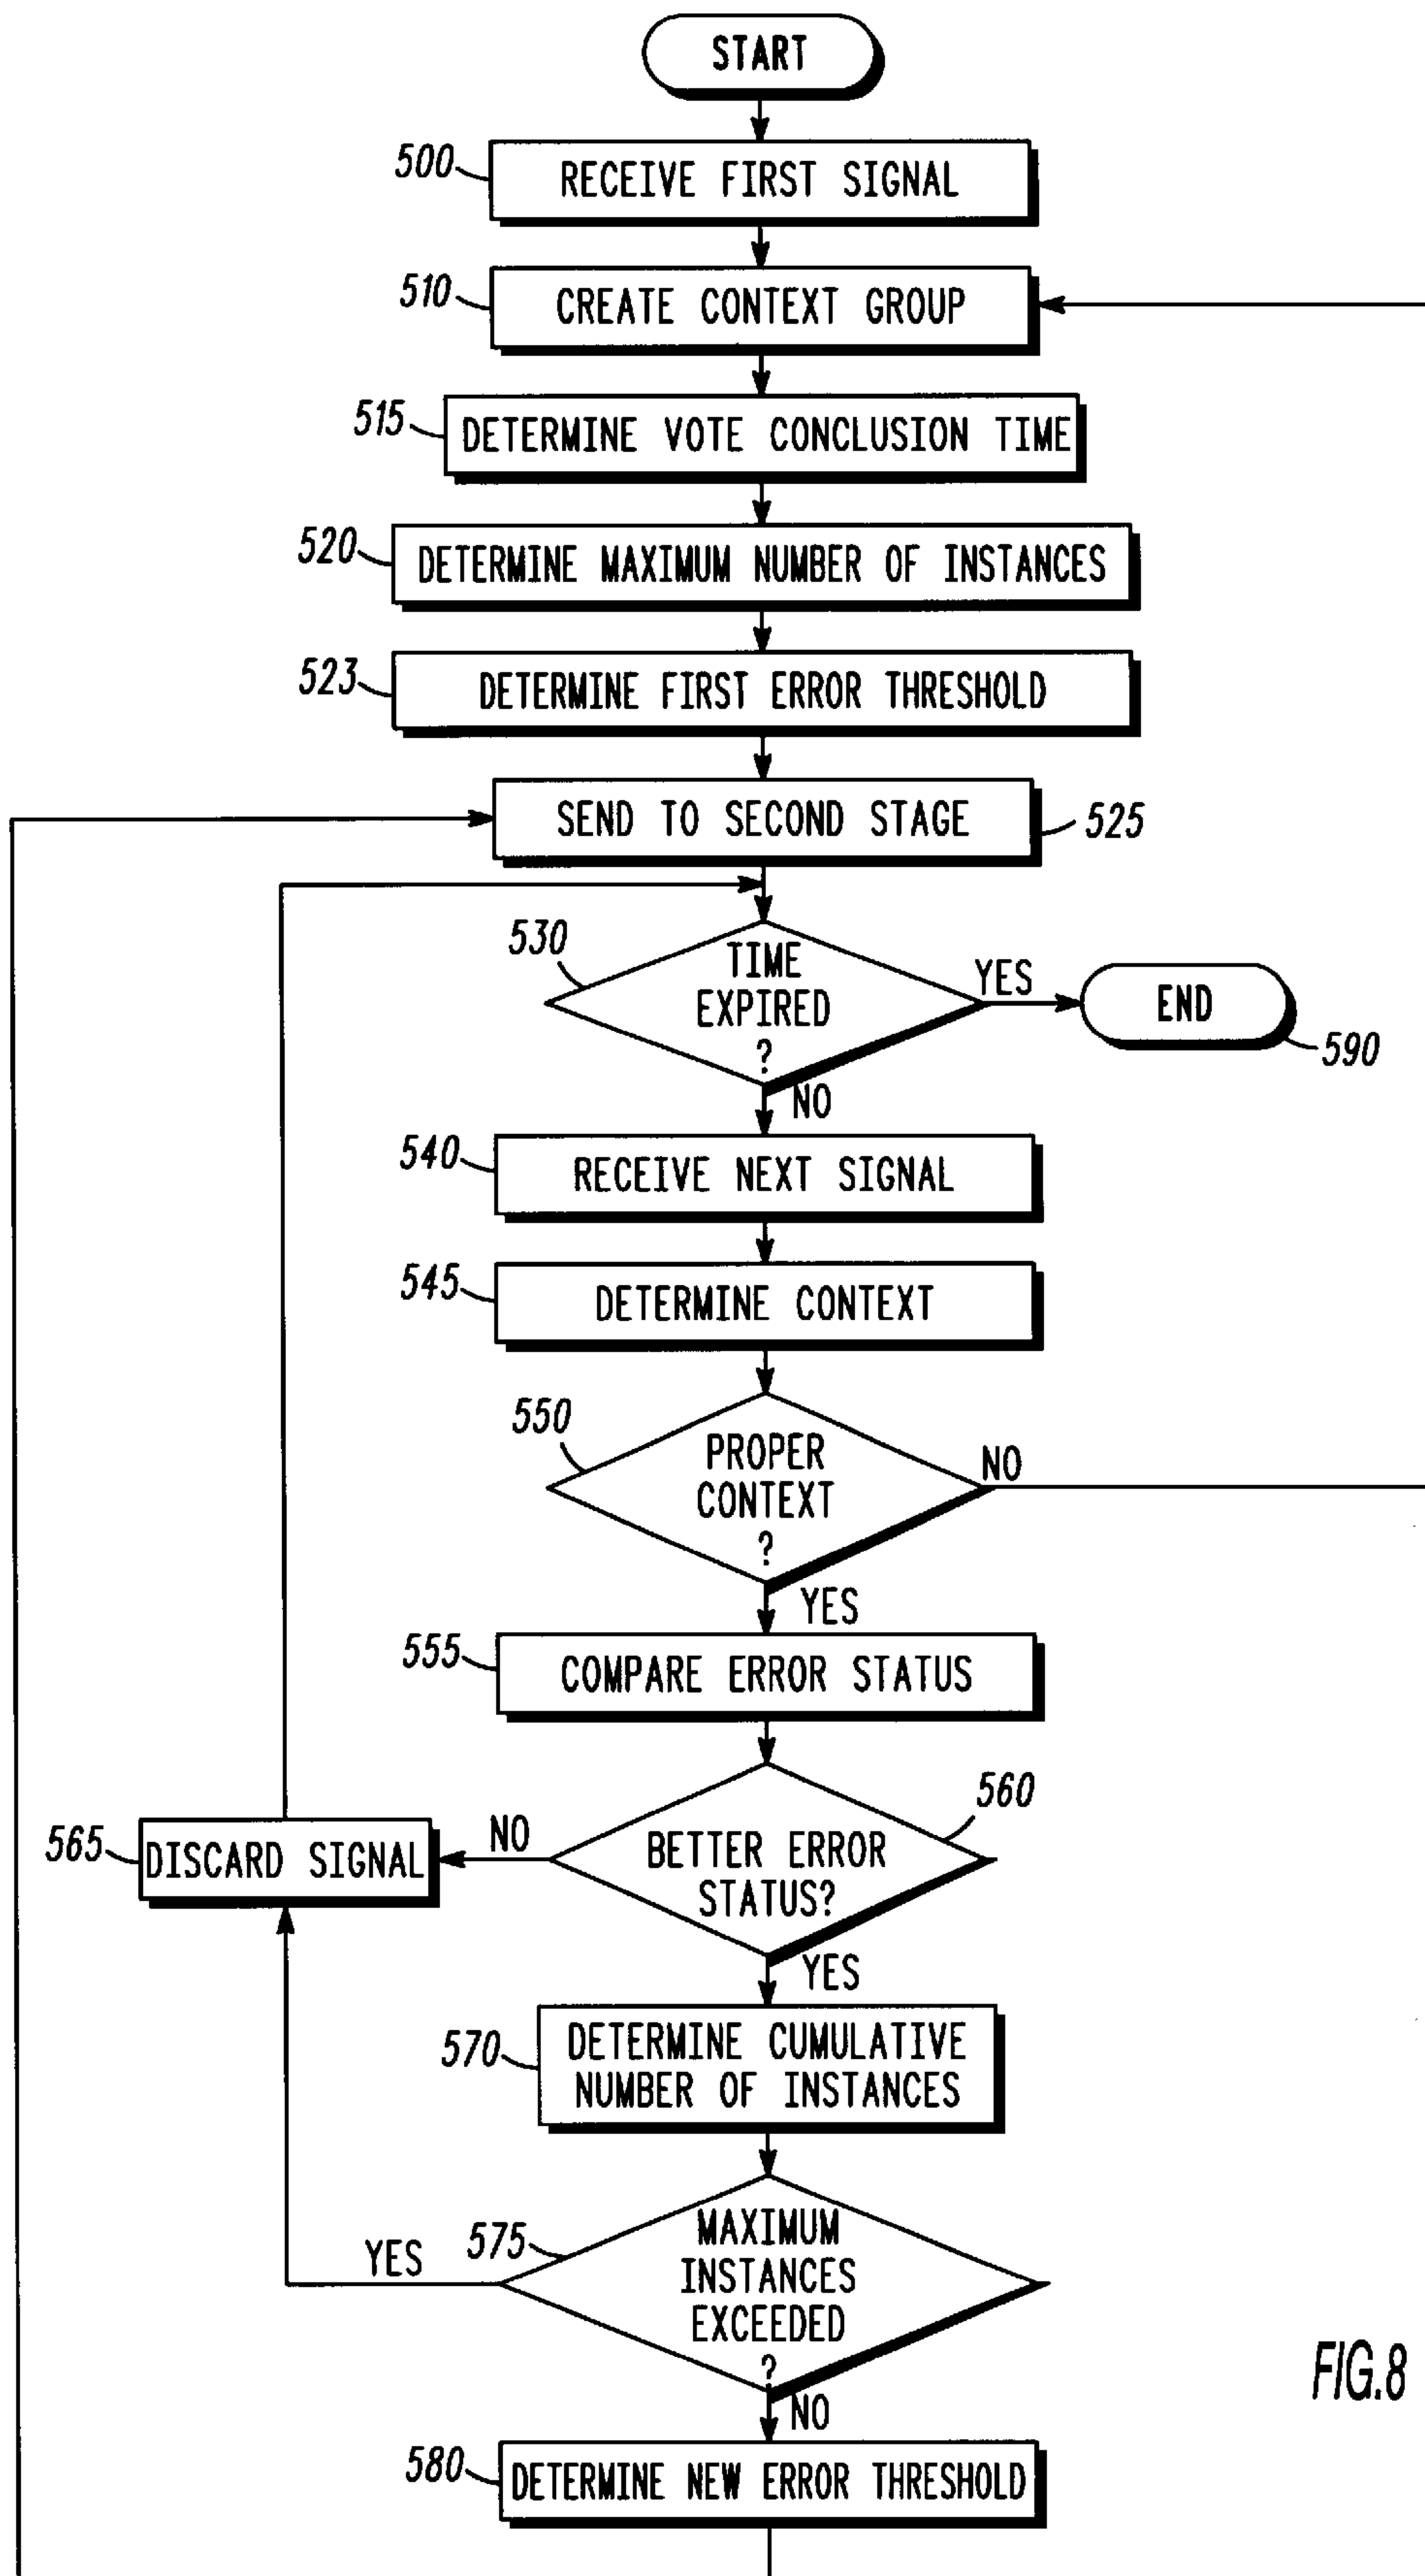 START
500
RECEIVE FIRST SIGNAL
510
CREATE CONTEXT GROUP
515
DETERMINE VOTE CONCLUSION TIME
520
DETERMINE MAXIMUM NUMBER OF INSTANCES
523
DETERMINE FIRST ERROR THRESHOLD
SEND TO SECOND STAGE
525
530
TIME
EXPIRED
?
YES
END
590
NO
540
RECEIVE NEXT SIGNAL
545
DETERMINE CONTEXT
550
PROPER
CONTEXT
?
NO
YES
555
COMPARE ERROR STATUS
560
BETTER ERROR
STATUS?
NO
565
DISCARD SIGNAL
YES
570
DETERMINE CUMULATIVE
NUMBER OF INSTANCES
575
MAXIMUM
INSTANCES
EXCEEDED
?
YES
NO
580
DETERMINE NEW ERROR THRESHOLD
FIG.8